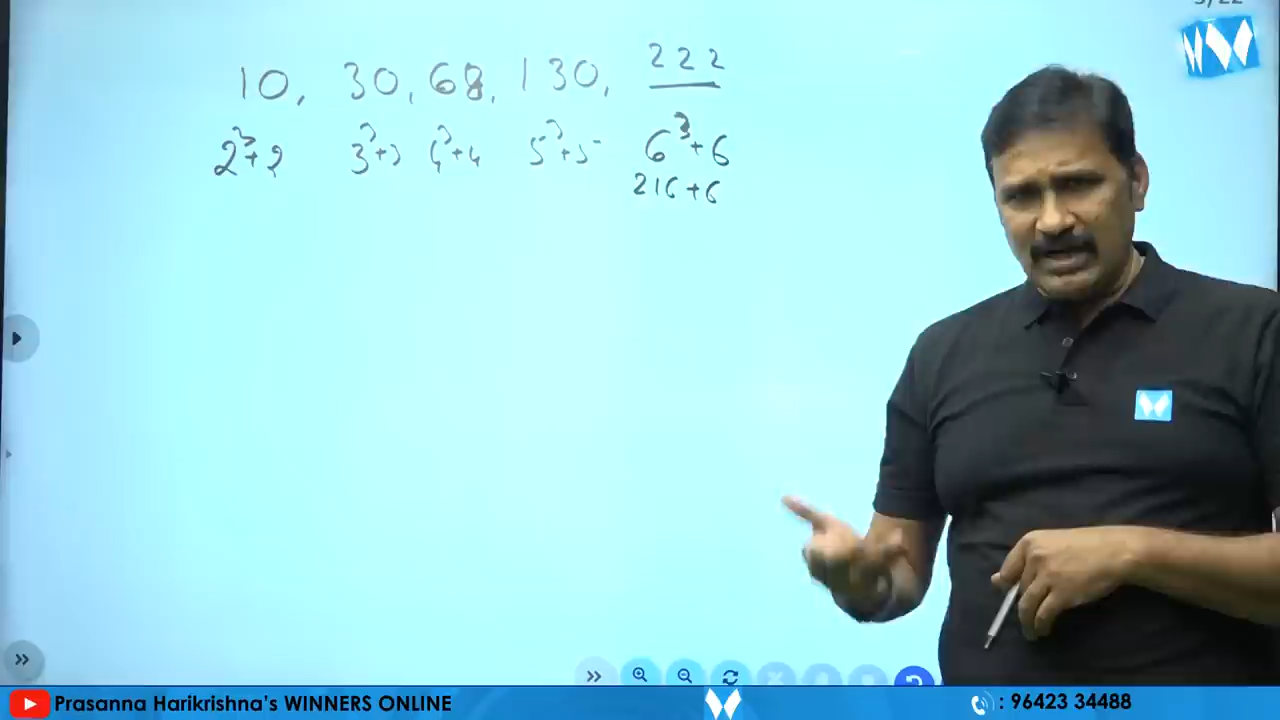 10, 30, 68, 130, 222
2³+2 3³+3 4³+4 5³+5 6³+6
216+6
Prasanna Harikrishna's WINNERS ONLINE
: 96423 34488